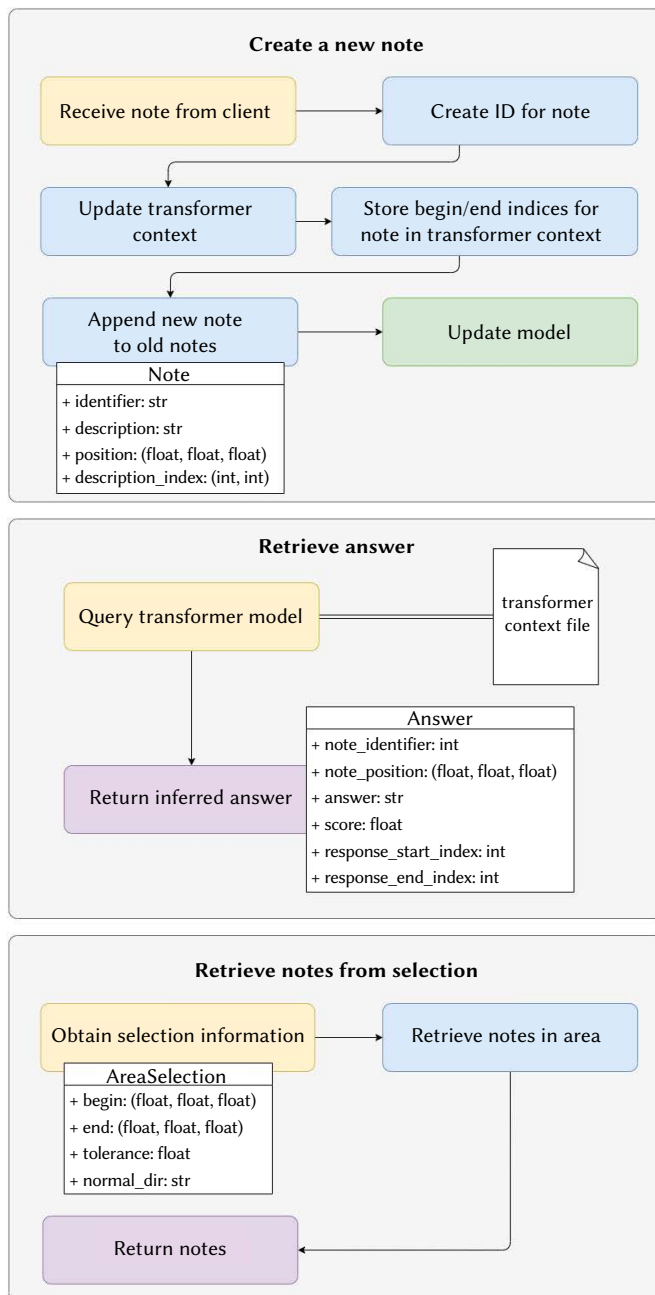 Create a new note
Receive note from client
Create ID for note
Update transformer
context
Store begin/end indices for
note in transformer context
Append new note
to old notes
Update model
Note
+ identifier: str
+ description: str
+ position: (float, float, float)
+ description_index: (int, int)
Retrieve answer
Query transformer model
transformer
context file
Return inferred answer
Answer
+ note_identifier: int
+ note_position: (float, float, float)
+ answer: str
+ score: float
+ response_start_index: int
+ response_end_index: int
Retrieve notes from selection
Obtain selection information
Retrieve notes in area
AreaSelection
+ begin: (float, float, float)
+ end: (float, float, float)
+ tolerance: float
+ normal_dir: str
Return notes